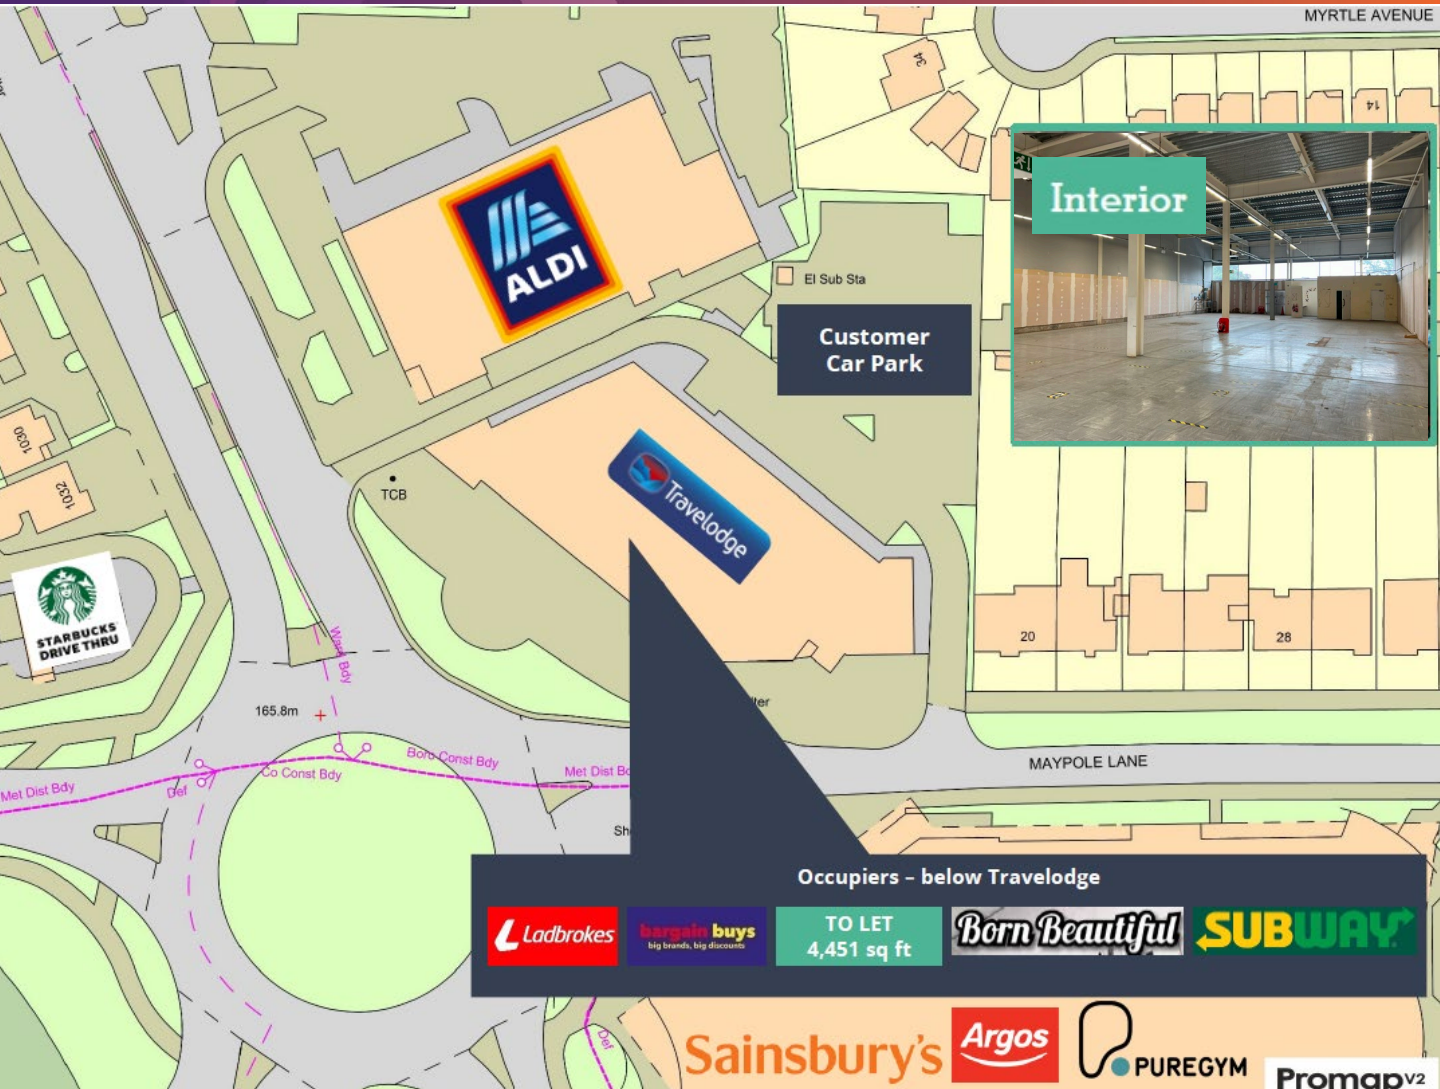 MYRTLE AVENUE
34
14
Interior
ALDI
El Sub Sta
Customer
Car Park
1030
1032
TCB
Travelodge
STARBUCKS
DRIVE THRU
Ward Bdy
20
28
165.8m
Boro Const Bdy
Co Const Bdy
Met Dist Bdy
Def
Met Dist
MAYPOLE LANE
Occupiers – below Travelodge
Ladbrokes
bargain buys
big brands, big discounts
TO LET
4,451 sq ft
Born Beautiful
SUBWAY
Def
Sainsbury's
Argos
PUREGYM
Promap V2